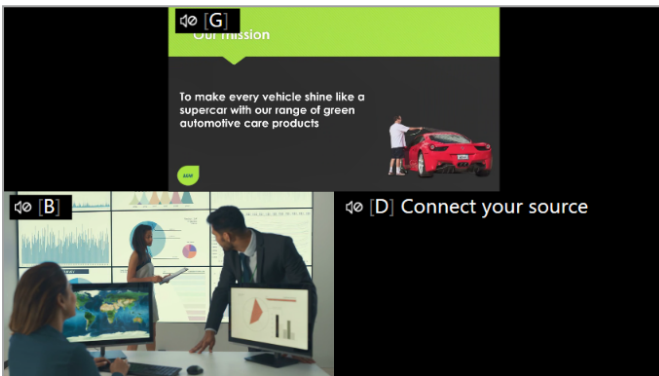 [G]
Our mission
To make every vehicle shine like a
supercar with our range of green
automotive care products
[B]
[D] Connect your source